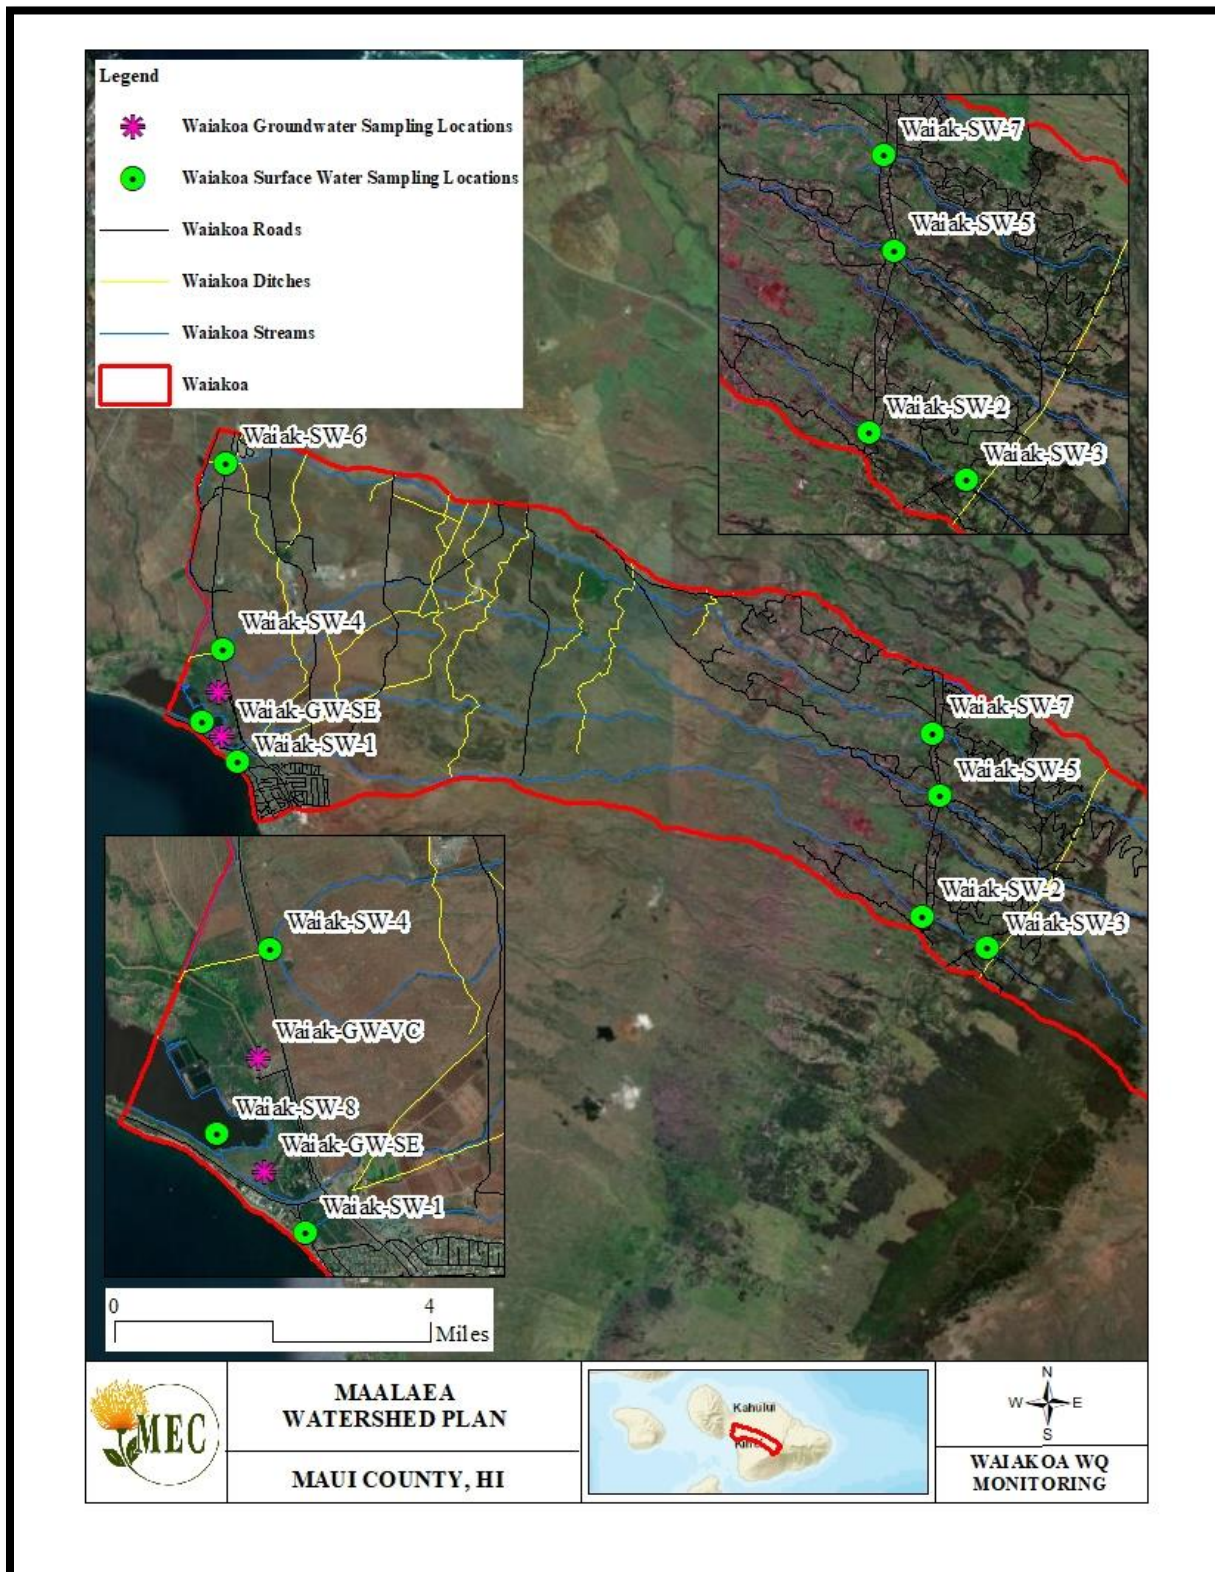 Legend
Waiakoa Groundwater Sampling Locations
Waiakoa Surface Water Sampling Locations
Waiakoa Roads
Waiakoa Ditches
Waiakoa Streams
Waiakoa
Waiak-SW-7
Waiak-SW-5
Waiak-SW-2
Waiak-SW-3
Waiak-SW-6
Waiak-SW-4
Waiak-GW-SE
Waiak-SW-1
Waiak-SW-7
Waiak-SW-5
Waiak-SW-2
Waiak-SW-3
Waiak-SW-4
Waiak-GW-VC
Waiak-SW-8
Waiak-GW-SE
Waiak-SW-1
0 4
Miles
MEC
MAALAEA
WATERSHED PLAN
MAUI COUNTY, HI
Kahului
N
W E
S
WAIAKOA WQ
MONITORING